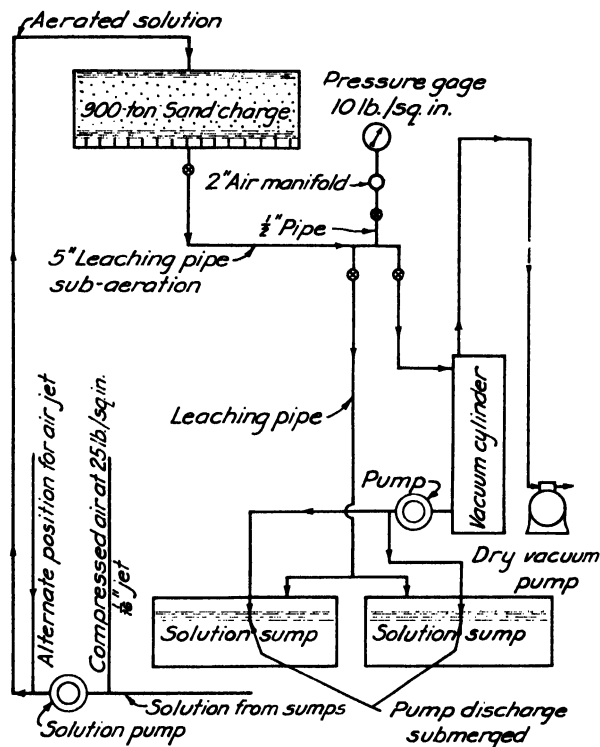 Aerated solution
900-ton Sand charge
Pressure gage
10 lb./sq. in.
2" Air manifold
½" Pipe
5" Leaching pipe
sub-aeration
Alternate position for air jet
Compressed air at 25 lb./sq. in.
1/16" jet
Leaching pipe
Pump
Vacuum cylinder
Dry vacuum
pump
Solution sump
Solution sump
Solution pump
Solution from sumps
Pump discharge
submerged